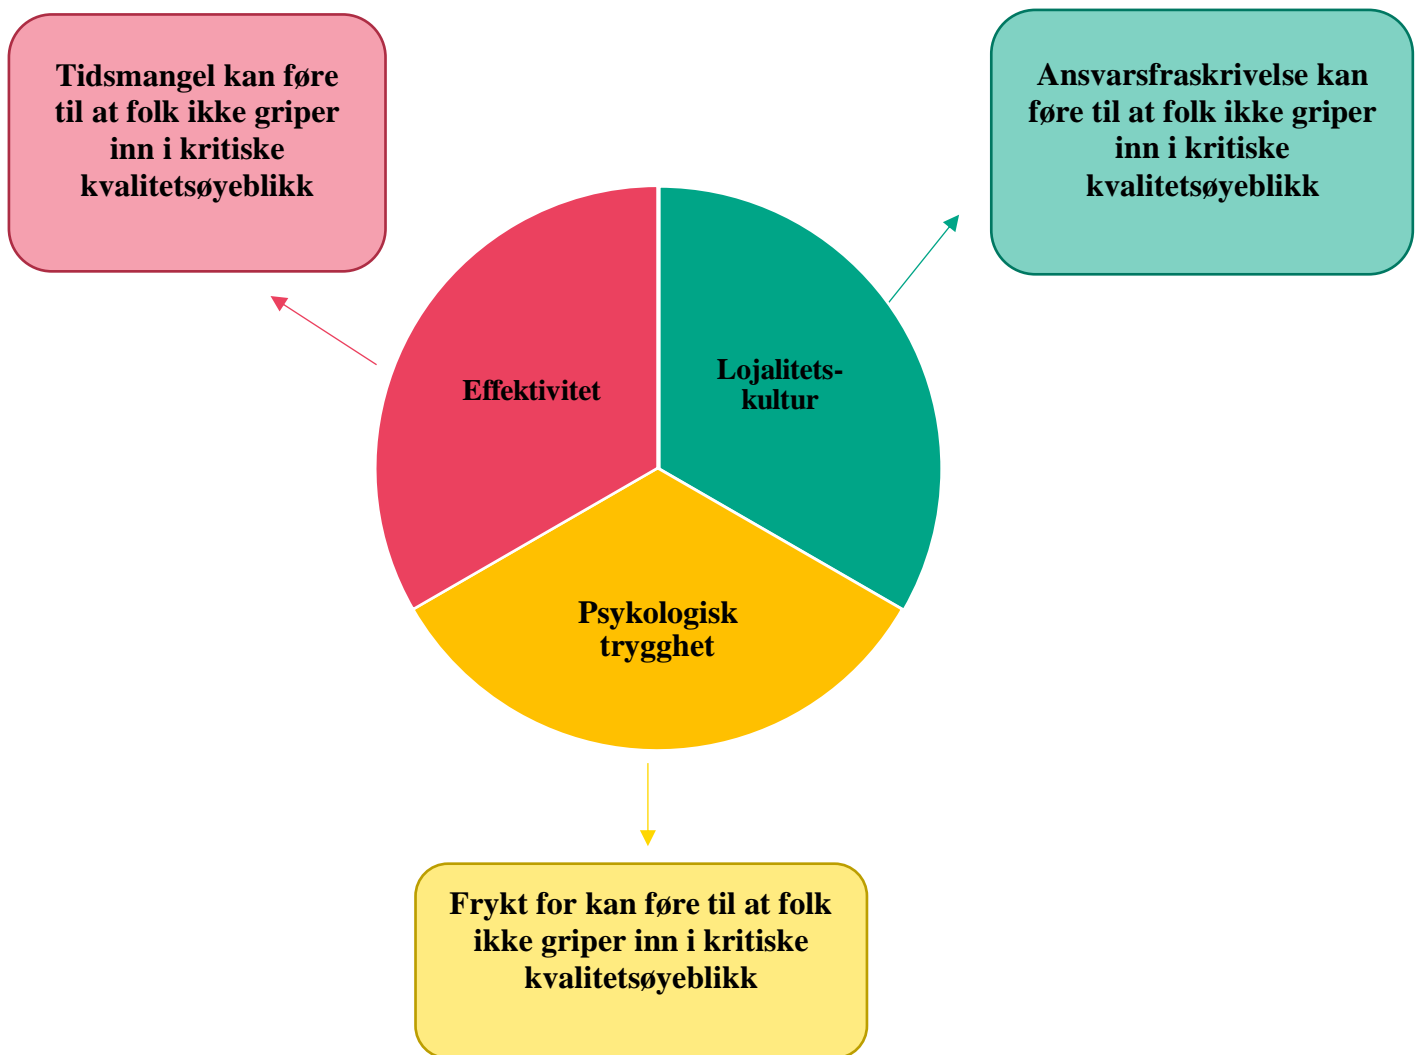 Tidsmangel kan føre
til at folk ikke griper
inn i kritiske
kvalitetsøyeblikk
Ansvarsfraskrivelse kan
føre til at folk ikke griper
inn i kritiske
kvalitetsøyeblikk
Effektivitet
Lojalitets-
kultur
Psykologisk
trygghet
Frykt for kan føre til at folk
ikke griper inn i kritiske
kvalitetsøyeblikk